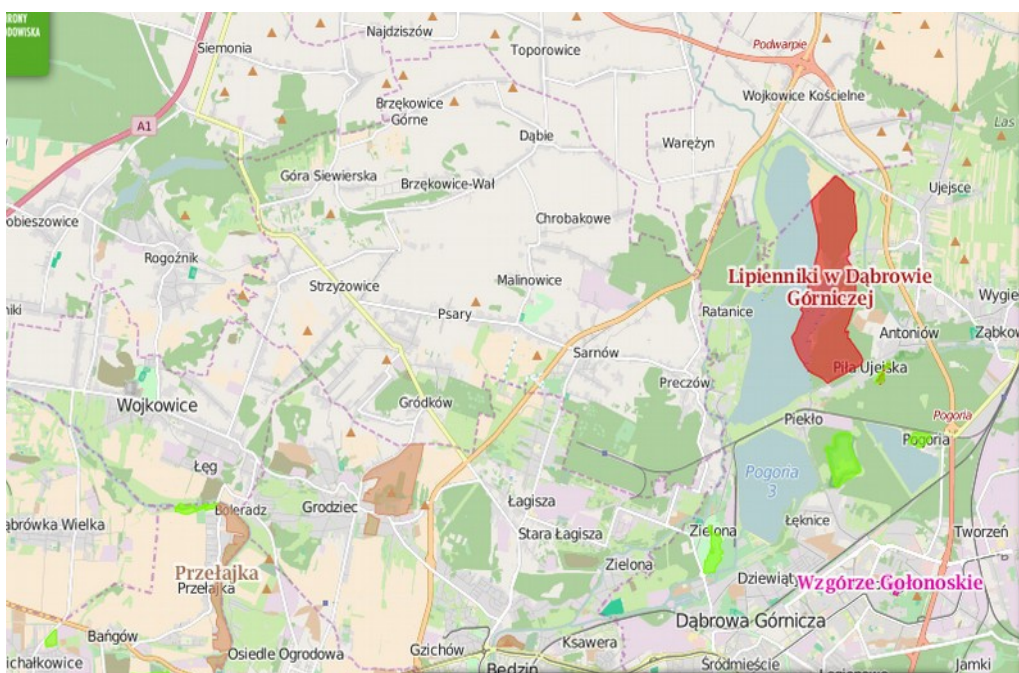 Siemonia
Najdziszów
Toporowice
Podwarpie
Wojkowice Kościelne
Brzękowice
Górne
A1
Dąbie
Warężyn
Las
Góra Siewierska
Brzękowice-Wał
Ujejsce
obieszowice
Chrobakowe
Rogoźnik
Strzyżowice
Malinowice
Lipienniki w Dąbrowie
Górniczej
Wygie
niki
Psary
Ratanice
Antoniów
Ząbkow
Sarnów
Piła Ujejska
Preczów
Wojkowice
Gródków
Piekło
Pogoria
Pogoria
Łęg
Pogoria
3
Boleradz
Grodziec
Łagisza
Łęknice
ąbrówka Wielka
Stara Łagisza
Zielona
Tworzeń
Przełajka
Przełajka
Zielona
Dziewiąt
Wzgórze Gołonoskie
Dąbrowa Górnicza
Bańgów
Osiedle Ogrodowa
Gzichów
Ksawera
ichałkowice
Będzin
Śródmieście
Jamki